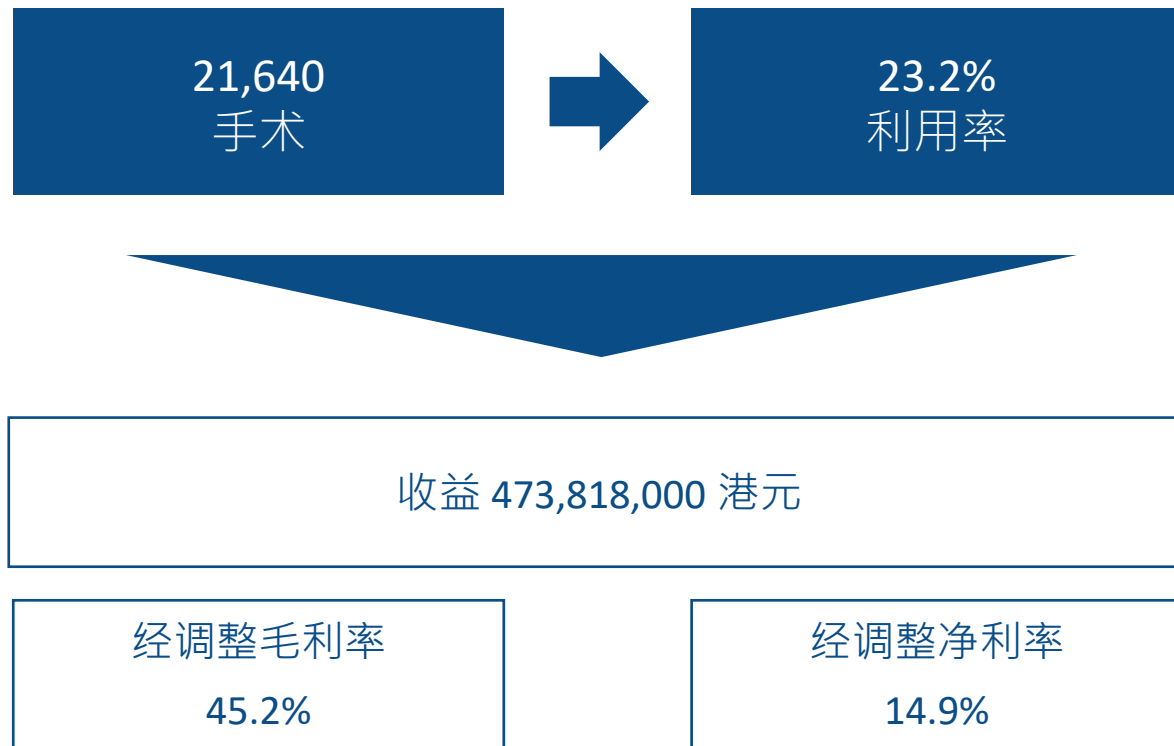 21,640
手术
23.2%
利用率
收益 473,818,000 港元
经调整毛利率
45.2%
经调整净利率
14.9%